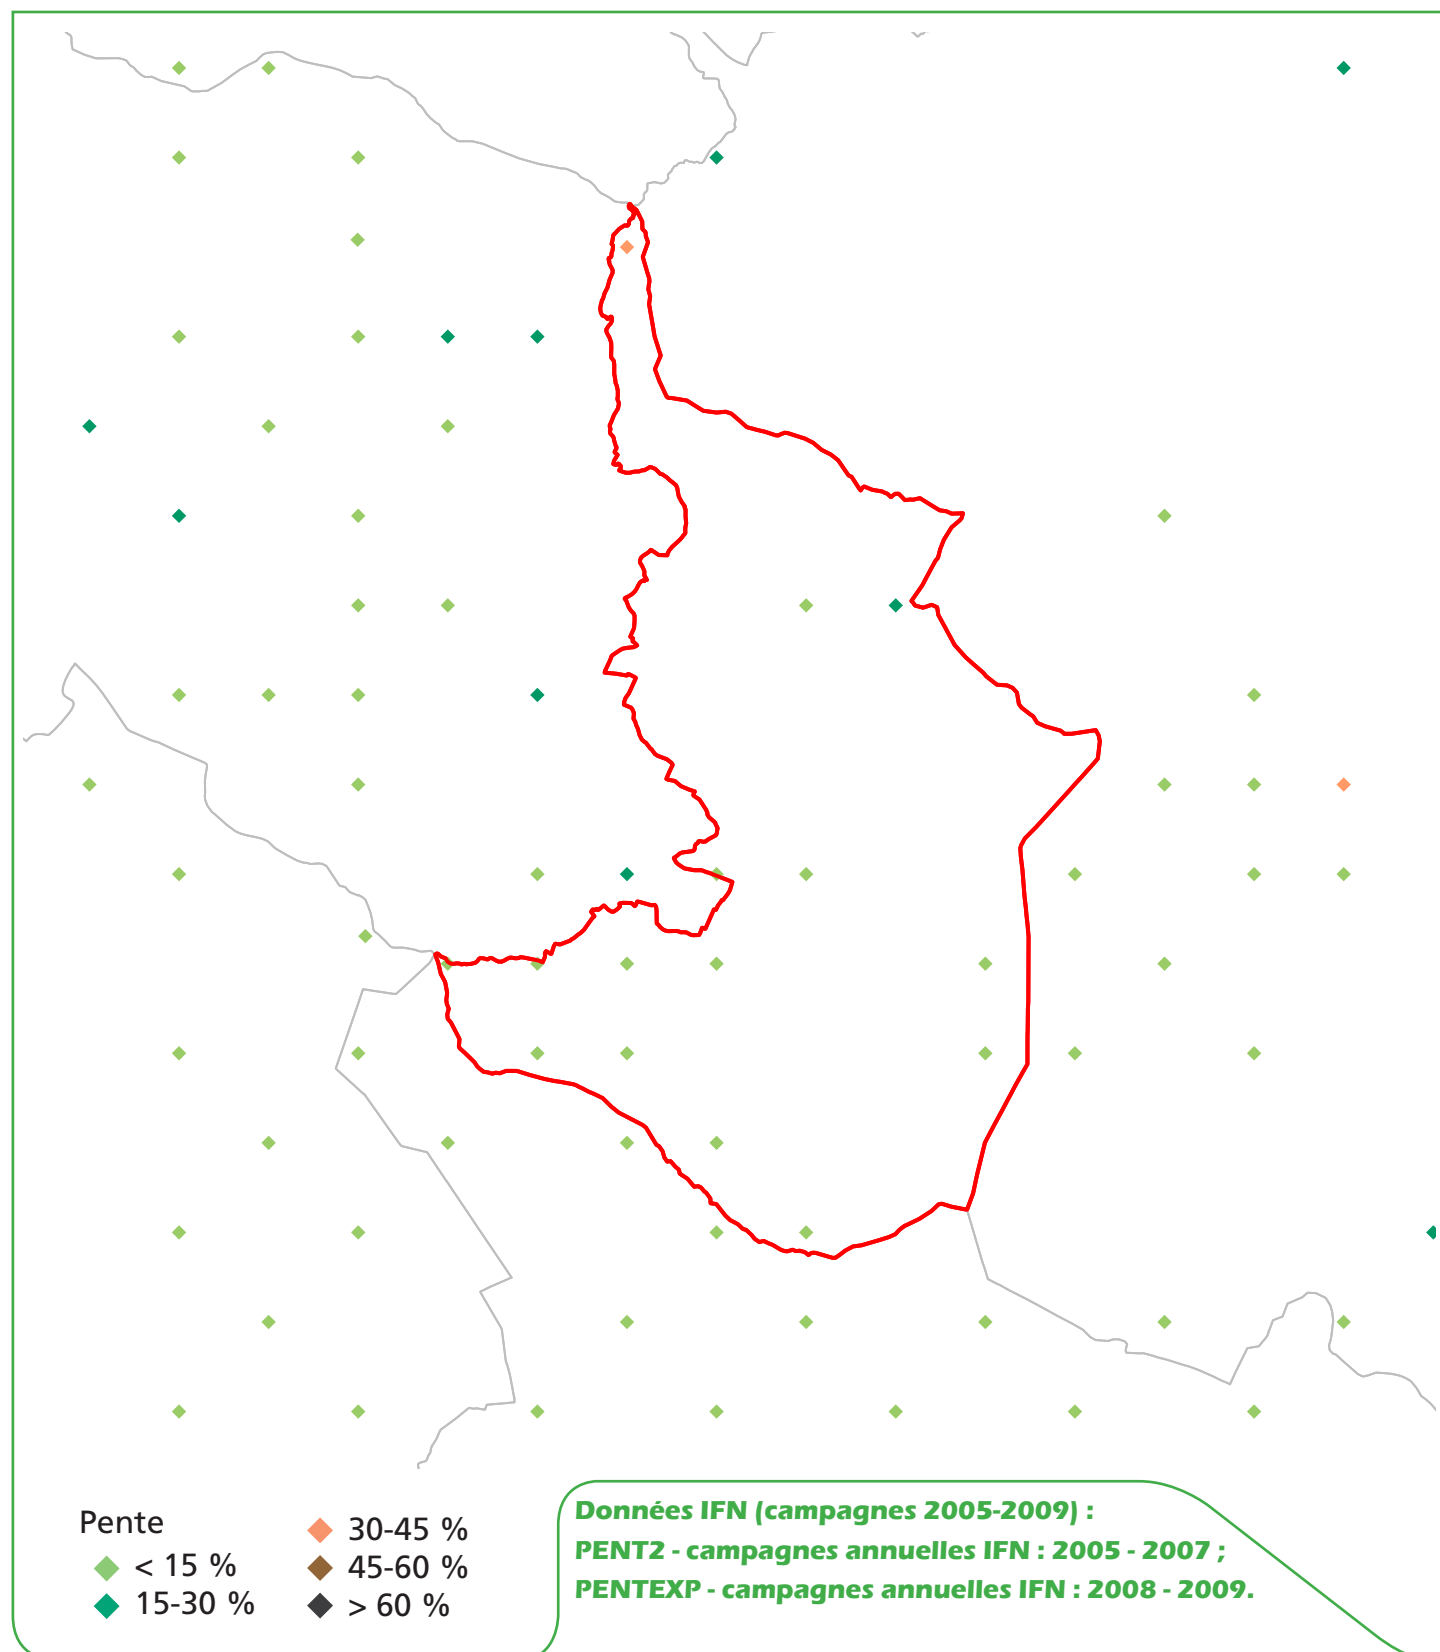 Pente
< 15 %
15-30 %
30-45 %
45-60 %
> 60 %
Données IFN (campagnes 2005-2009) :
PENT2 - campagnes annuelles IFN : 2005 - 2007 ;
PENTEXP - campagnes annuelles IFN : 2008 - 2009.